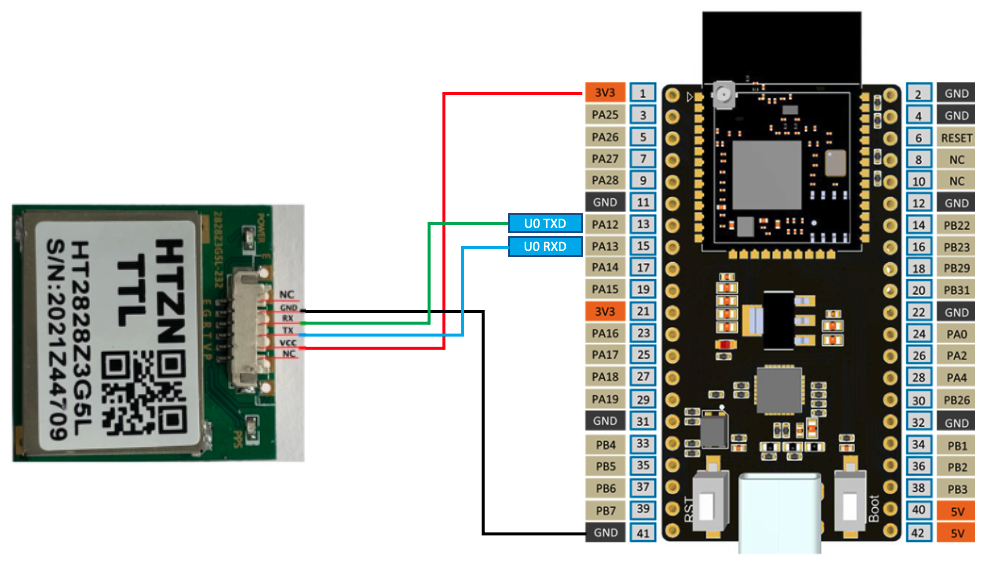 HTZN
TTL
HT2828Z3G5L
S/N:2021Z44709
2828Z3G5L-232
POWER
E
E G R T V P
PPS
NC
GND
RX
TX
VCC
NC
U0 TXD
U0 RXD
3V3 1
PA25 3
PA26 5
PA27 7
PA28 9
GND 11
PA12 13
PA13 15
PA14 17
PA15 19
3V3 21
PA16 23
PA17 25
PA18 27
PA19 29
GND 31
PB4 33
PB5 35
PB6 37
PB7 39
GND 41
RST
Boot
2 GND
4 GND
6 RESET
8 NC
10 NC
12 GND
14 PB22
16 PB23
18 PB29
20 PB31
22 GND
24 PA0
26 PA2
28 PA4
30 PB26
32 GND
34 PB1
36 PB2
38 PB3
40 5V
42 5V